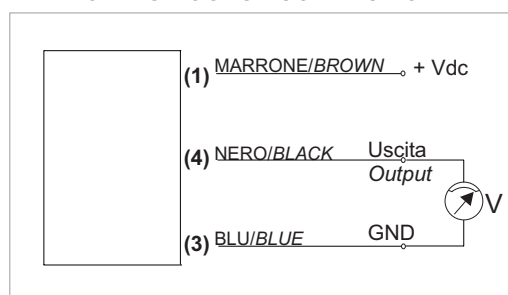 (1) MARRONE/BROWN + Vdc
(4) NERO/BLACK Uscita
Output
V
(3) BLU/BLUE GND